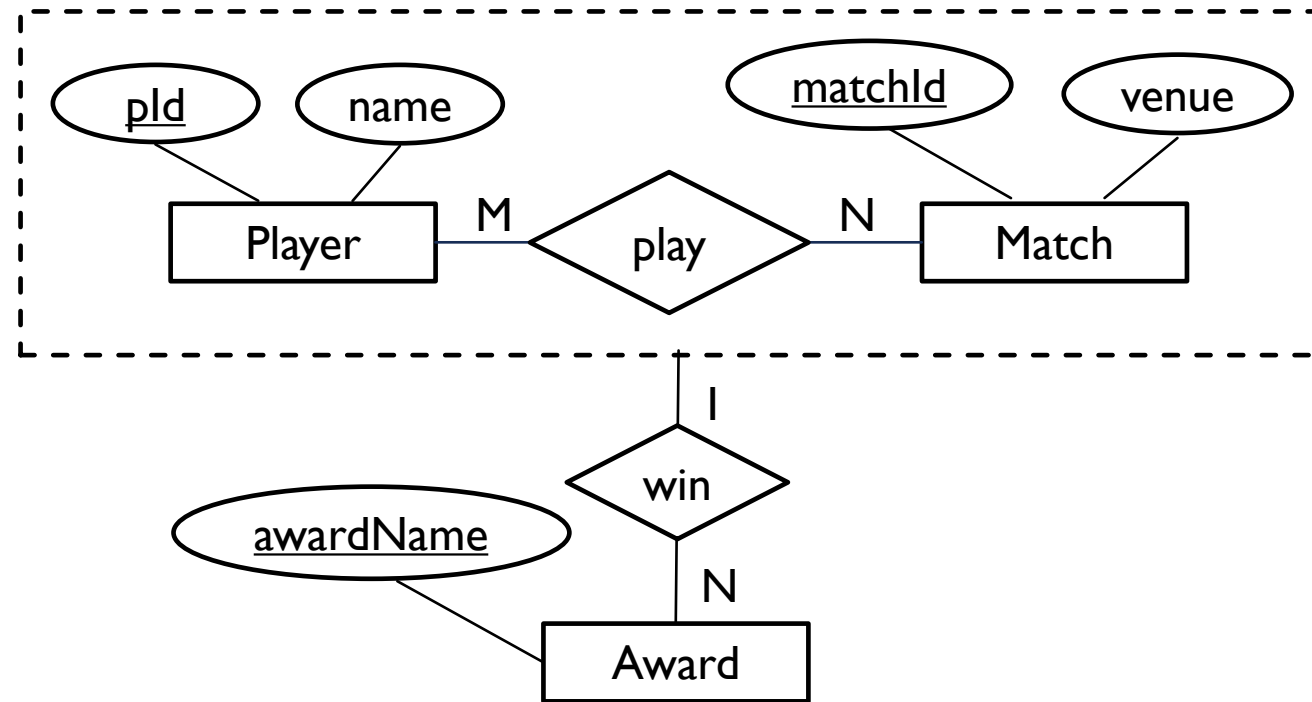 pId
name
matchId
venue
Player
M
play
N
Match
1
win
awardName
N
Award